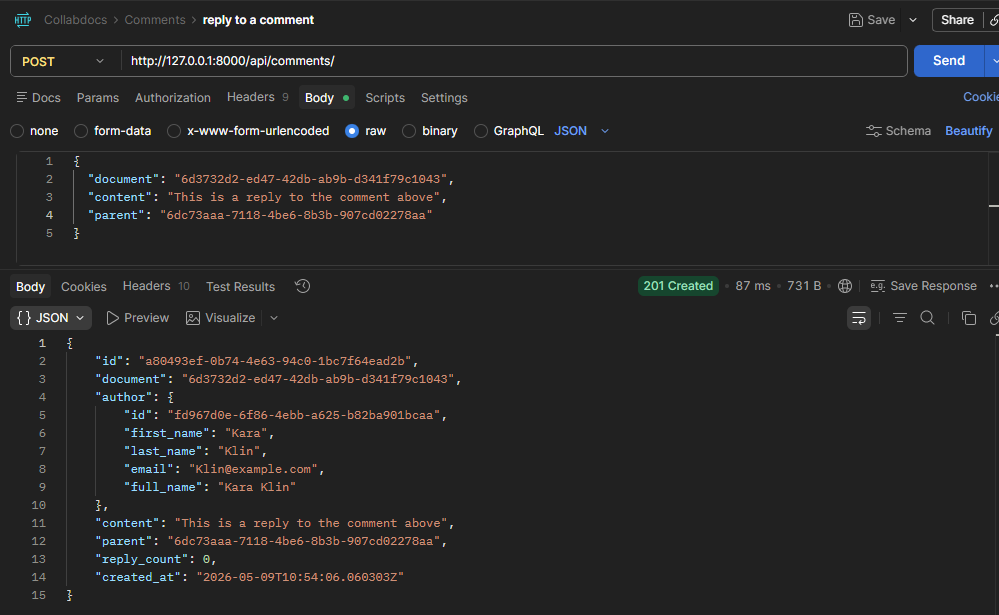 HTTP Collabdocs > Comments > reply to a comment Save Share
POST http://127.0.0.1:8000/api/comments/ Send
Docs Params Authorization Headers 9 Body Scripts Settings Cookie
none form-data x-www-form-urlencoded raw binary GraphQL JSON Schema Beautify
1 {
2 "document": "6d3732d2-ed47-42db-ab9b-d341f79c1043",
3 "content": "This is a reply to the comment above",
4 "parent": "6dc73aaa-7118-4be6-8b3b-907cd02278aa"
5 }
Body Cookies Headers 10 Test Results 201 Created 87 ms 731 B e.g. Save Response
{} JSON Preview Visualize
1 {
2 "id": "a80493ef-0b74-4e63-94c0-1bc7f64ead2b",
3 "document": "6d3732d2-ed47-42db-ab9b-d341f79c1043",
4 "author": {
5 "id": "fd967d0e-6f86-4ebb-a625-b82ba901bcaa",
6 "first_name": "Kara",
7 "last_name": "Klin",
8 "email": "Klin@example.com",
9 "full_name": "Kara Klin"
10 },
11 "content": "This is a reply to the comment above",
12 "parent": "6dc73aaa-7118-4be6-8b3b-907cd02278aa",
13 "reply_count": 0,
14 "created_at": "2026-05-09T10:54:06.060303Z"
15 }